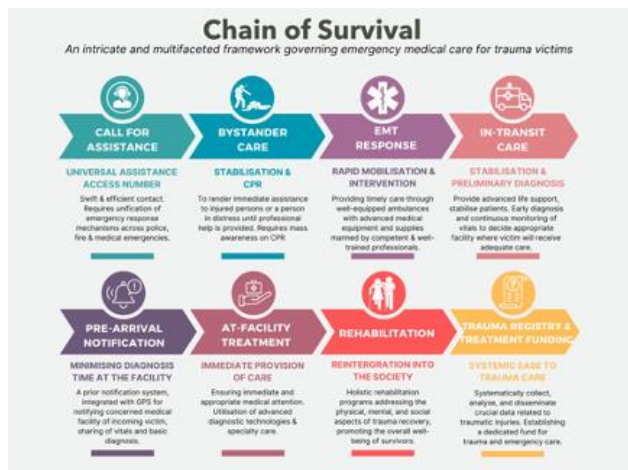 Chain of Survival
An intricate and multifaceted framework governing emergency medical care for trauma victims
CALL FOR
ASSISTANCE
UNIVERSAL ASSISTANCE
ACCESS NUMBER
Swift & efficient contact.
Requires unification of
emergency response
mechanisms across police,
fire & medical emergencies.
BYSTANDER
CARE
STABILISATION &
CPR
To render immediate assistance
to injured persons or a person
in distress until professional
help is provided. Requires mass
awareness on CPR
EMT
RESPONSE
RAPID MOBILISATION &
INTERVENTION
Providing timely care through
well-equipped ambulances
with advanced medical
equipment and supplies
manned by competent & well-
trained professionals.
IN-TRANSIT
CARE
STABILISATION &
PRELIMINARY DIAGNOSIS
Provide advanced life support,
stabilise patients. Early diagnosis
and continuous monitoring of
vitals to decide appropriate
facility where victim will receive
adequate care.
PRE-ARRIVAL
NOTIFICATION
MINIMISING DIAGNOSIS
TIME AT THE FACILITY
A prior notification system,
integrated with GPS for
notifying concerned medical
facility of incoming victim,
sharing of vitals and basic
diagnosis.
AT-FACILITY
TREATMENT
IMMEDIATE PROVISION
OF CARE
Ensuring immediate and
appropriate medical attention.
Utilisation of advanced
diagnostic technologies &
specialty care.
REHABILITATION
REINTERGRATION INTO
THE SOCIETY
Holistic rehabilitation
programs addressing the
physical, mental, and social
aspects of trauma recovery,
promoting the overall well-
being of survivors.
TRAUMA REGISTRY &
TREATMENT FUNDING
SYSTEMIC EASE TO
TRAUMA CARE
Systematically collect,
analyse, and disseminate
crucial data related to
traumatic injuries. Establishing
a dedicated fund for
trauma and emergency care.